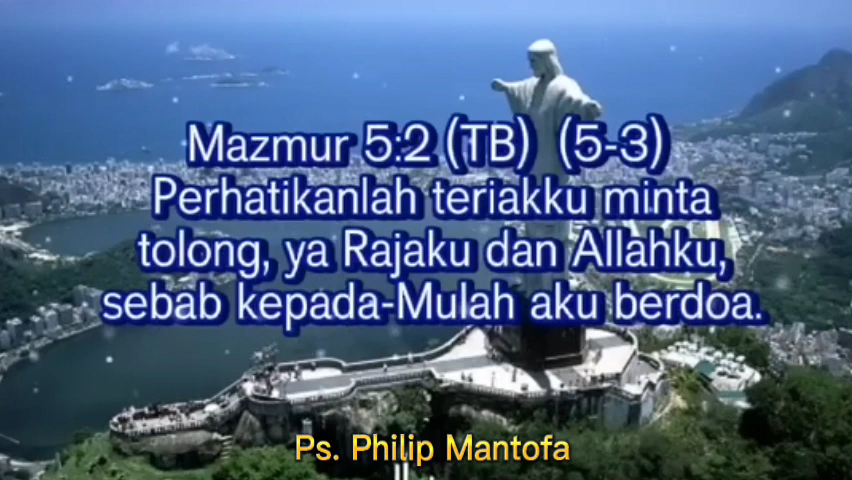 Mazmur 5:2 (TB)  (5-3)
Perhatikanlah teriakku minta
tolong, ya Rajaku dan Allahku,
sebab kepada-Mulah aku berdoa.
Ps. Philip Mantofa